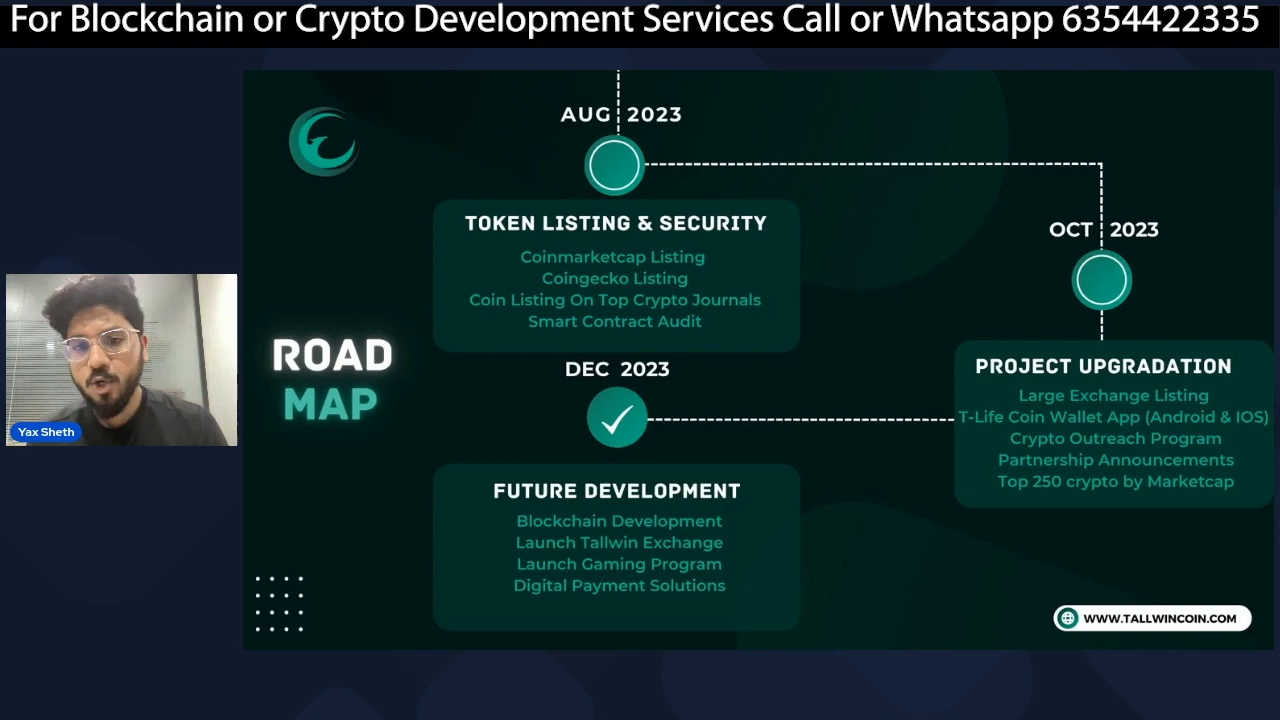 For Blockchain or Crypto Development Services Call or Whatsapp 6354422335
AUG 2023
TOKEN LISTING & SECURITY
Coinmarketcap Listing
Coingecko Listing
Coin Listing On Top Crypto Journals
Smart Contract Audit
OCT 2023
PROJECT UPGRADATION
Large Exchange Listing
T-Life Coin Wallet App (Android & IOS)
Crypto Outreach Program
Partnership Announcements
Top 250 crypto by Marketcap
ROAD
MAP
DEC 2023
FUTURE DEVELOPMENT
Blockchain Development
Launch Tallwin Exchange
Launch Gaming Program
Digital Payment Solutions
Yax Sheth
WWW.TALLWINCOIN.COM